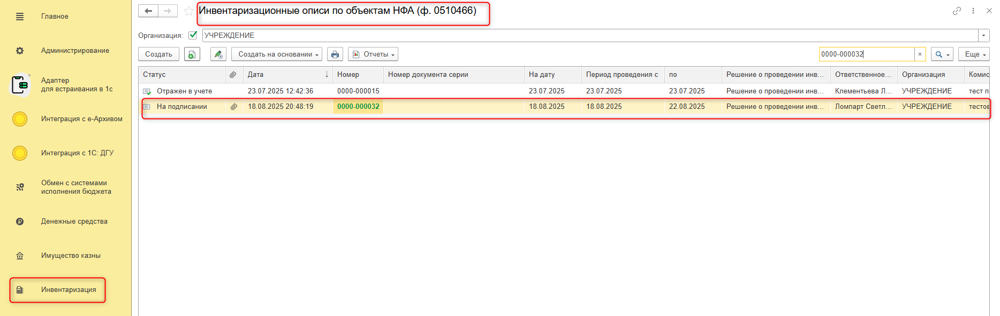 Главное
Администрирование
Адаптер
для встраивания в 1с
Интеграция с е-Архивом
Интеграция с 1С: ДГУ
Обмен с системами
исполнения бюджета
Денежные средства
Имущество казны
Инвентаризация
Инвентаризационные описи по объектам НФА (ф. 0510466)
Организация: УЧРЕЖДЕНИЕ
Создать Создать на основании Отчеты 0000-000032 × Еще
Статус Дата ↓ Номер Номер документа серии На дату Период проведения с по Решение о проведении инв... Ответственное... Организация Комис
Отражен в учете 23.07.2025 12:42:36 0000-000015 23.07.2025 23.07.2025 23.07.2025 Решение о проведении инв... Клементьева Л... УЧРЕЖДЕНИЕ тест п
На подписании 18.08.2025 20:48:19 0000-000032 18.08.2025 18.08.2025 22.08.2025 Решение о проведении инв... Ломпарт Светл... УЧРЕЖДЕНИЕ тестов